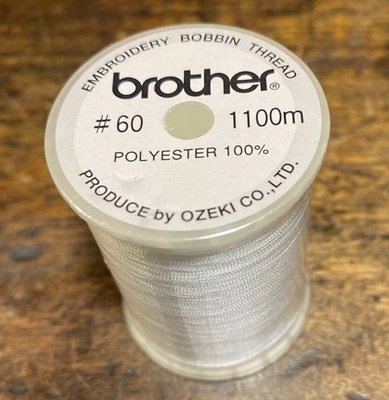 EMBROIDERY BOBBIN THREAD
brother®
#60 1100m
POLYESTER 100%
PRODUCE by OZEKI CO.,LTD.